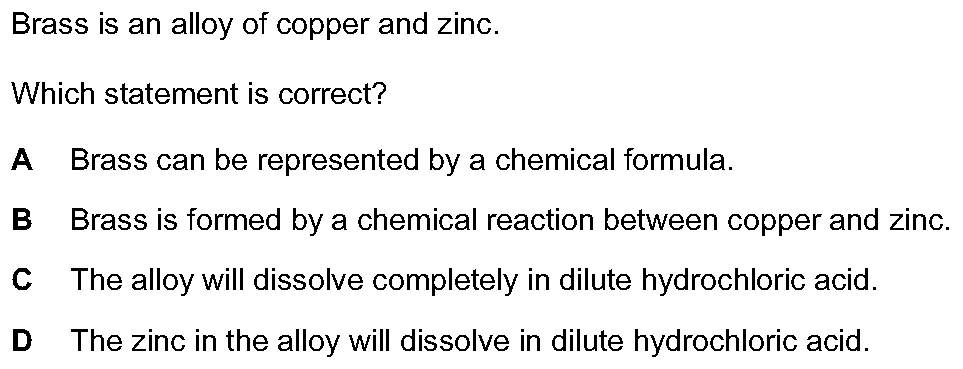 Brass is an alloy of copper and zinc.
Which statement is correct?
A Brass can be represented by a chemical formula.
B Brass is formed by a chemical reaction between copper and zinc.
C The alloy will dissolve completely in dilute hydrochloric acid.
D The zinc in the alloy will dissolve in dilute hydrochloric acid.